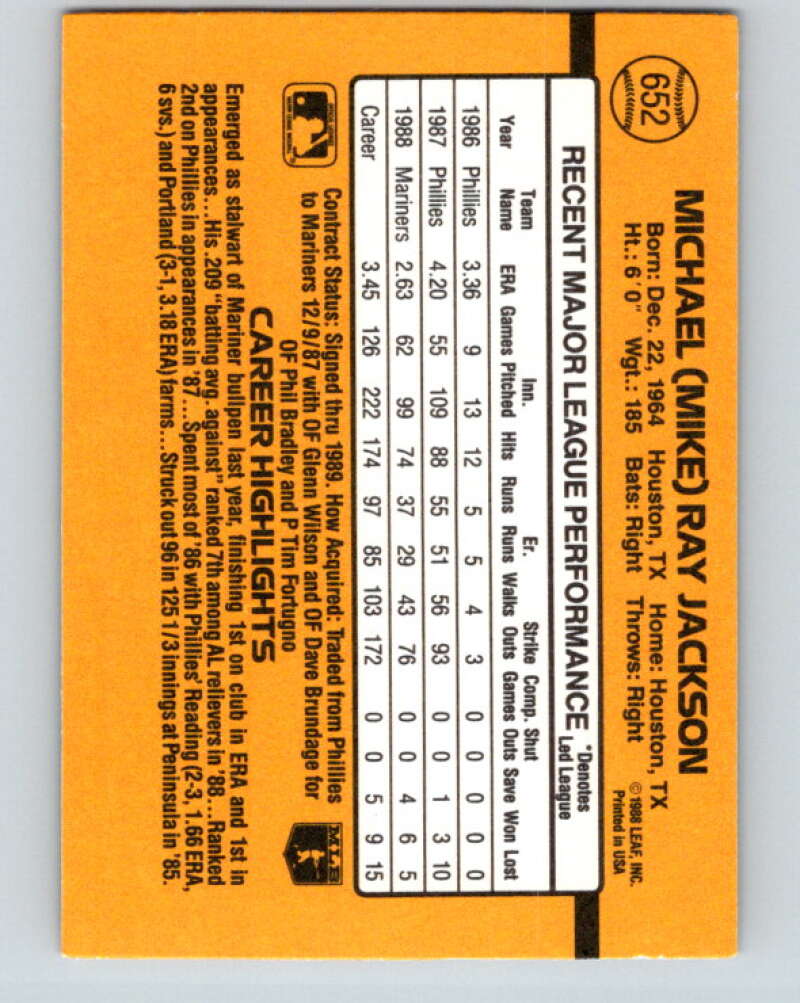 652
MICHAEL (MIKE) RAY JACKSON
Born: Dec. 22, 1964 Houston, TX Home: Houston, TX
Ht.: 6'0" Wgt.: 185 Bats: Right Throws: Right
© 1988 LEAF, INC.
Printed in USA
RECENT MAJOR LEAGUE PERFORMANCE *Denotes
Led League
Team Inn. Er. Strike Comp. Shut
Year Name ERA Games Pitched Hits Runs Runs Walks Outs Games Outs Save Won Lost
1986 Phillies 3.36 9 13 12 5 5 4 3 0 0 0 0 0
1987 Phillies 4.20 55 109 88 55 51 56 93 0 0 1 3 10
1988 Mariners 2.63 62 99 74 37 29 43 76 0 0 4 6 5
Career 3.45 126 222 174 97 85 103 172 0 0 5 9 15
Contract Status: Signed thru 1989. How Acquired: Traded from Phillies
to Mariners 12/9/87 with OF Glenn Wilson and OF Dave Brundage for
OF Phil Bradley and P Tim Fortugno
MLB
CAREER HIGHLIGHTS
Emerged as stalwart of Mariner bullpen last year, finishing 1st on club in ERA and 1st in
appearances...His .209 "batting avg. against" ranked 7th among AL relievers in '88...Ranked
2nd on Phillies in appearances in '87...Spent most of '86 with Phillies' Reading (2-3, 1.66 ERA,
6 svs.) and Portland (3-1, 3.18 ERA) farms...Struck out 96 in 125 1/3 innings at Peninsula in '85.